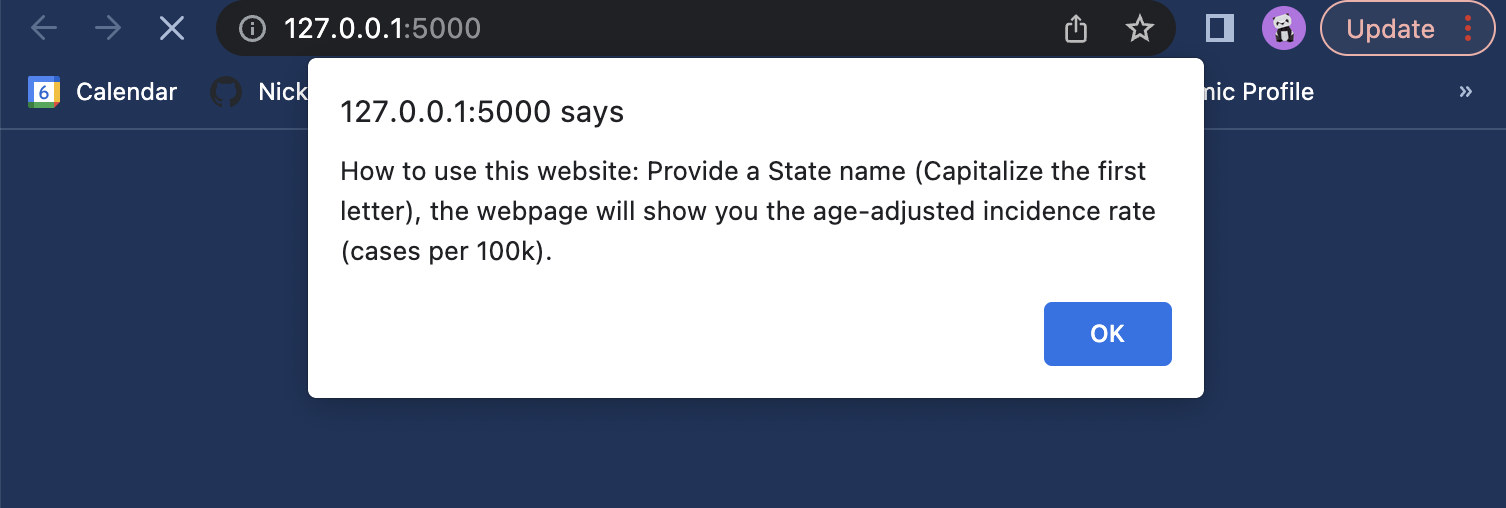 127.0.0.1:5000
Update
6
Calendar
Nick
mic Profile
»
127.0.0.1:5000 says
How to use this website: Provide a State name (Capitalize the first
letter), the webpage will show you the age-adjusted incidence rate
(cases per 100k).
OK